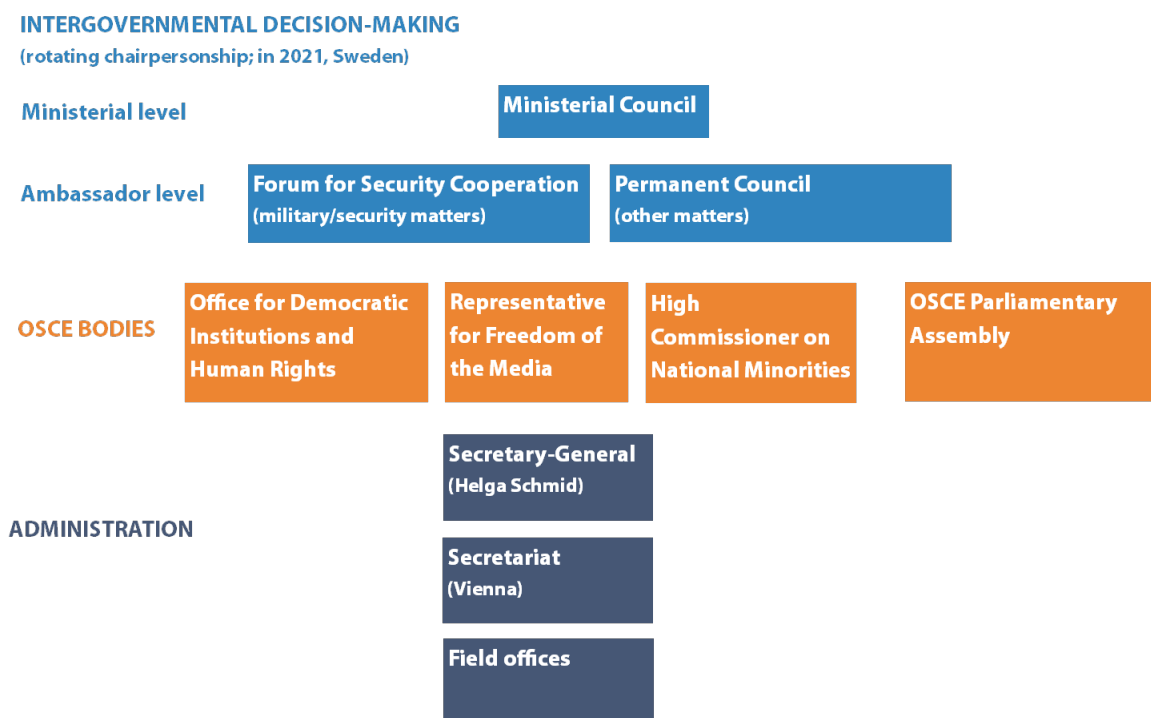 INTERGOVERNMENTAL DECISION-MAKING
(rotating chairpersonship; in 2021, Sweden)
Ministerial level
Ministerial Council
Ambassador level
Forum for Security Cooperation
(military/security matters)
Permanent Council
(other matters)
OSCE BODIES
Office for Democratic
Institutions and
Human Rights
Representative
for Freedom of
the Media
High
Commissioner on
National Minorities
OSCE Parliamentary
Assembly
ADMINISTRATION
Secretary-General
(Helga Schmid)
Secretariat
(Vienna)
Field offices